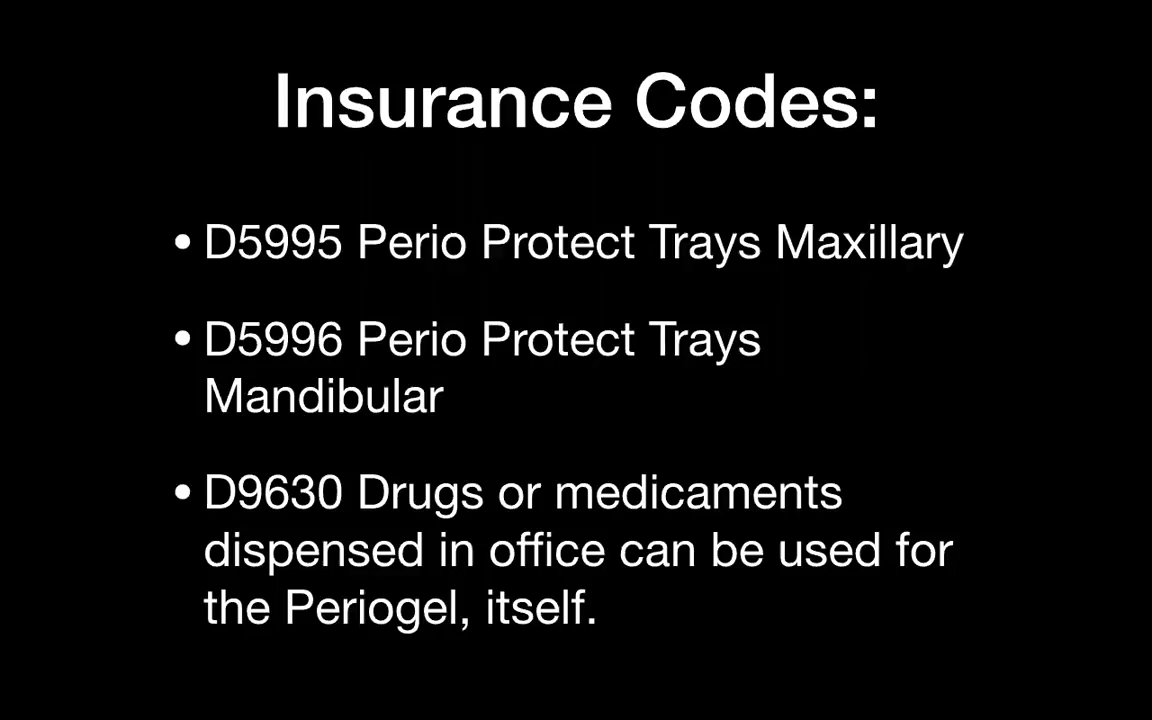 Insurance Codes:
• D5995 Perio Protect Trays Maxillary
• D5996 Perio Protect Trays
Mandibular
• D9630 Drugs or medicaments
dispensed in office can be used for
the Periogel, itself.